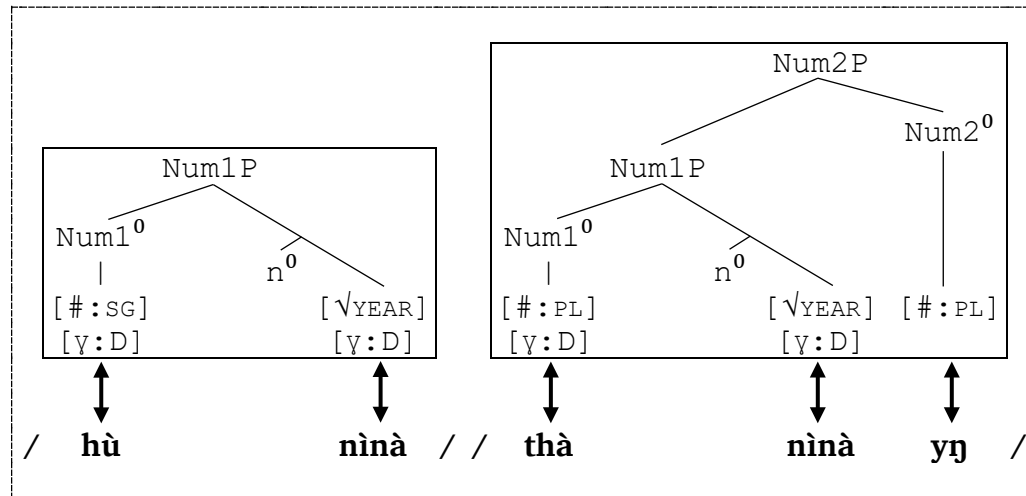 Num2P
Num2⁰
Num1P Num1P
Num1⁰ n⁰ Num1⁰ n⁰
[#:SG] [√YEAR] [#:PL] [√YEAR] [#:PL]
[γ:D] [γ:D] [γ:D] [γ:D]
/ hù nìnà / / thà nìnà yŋ /